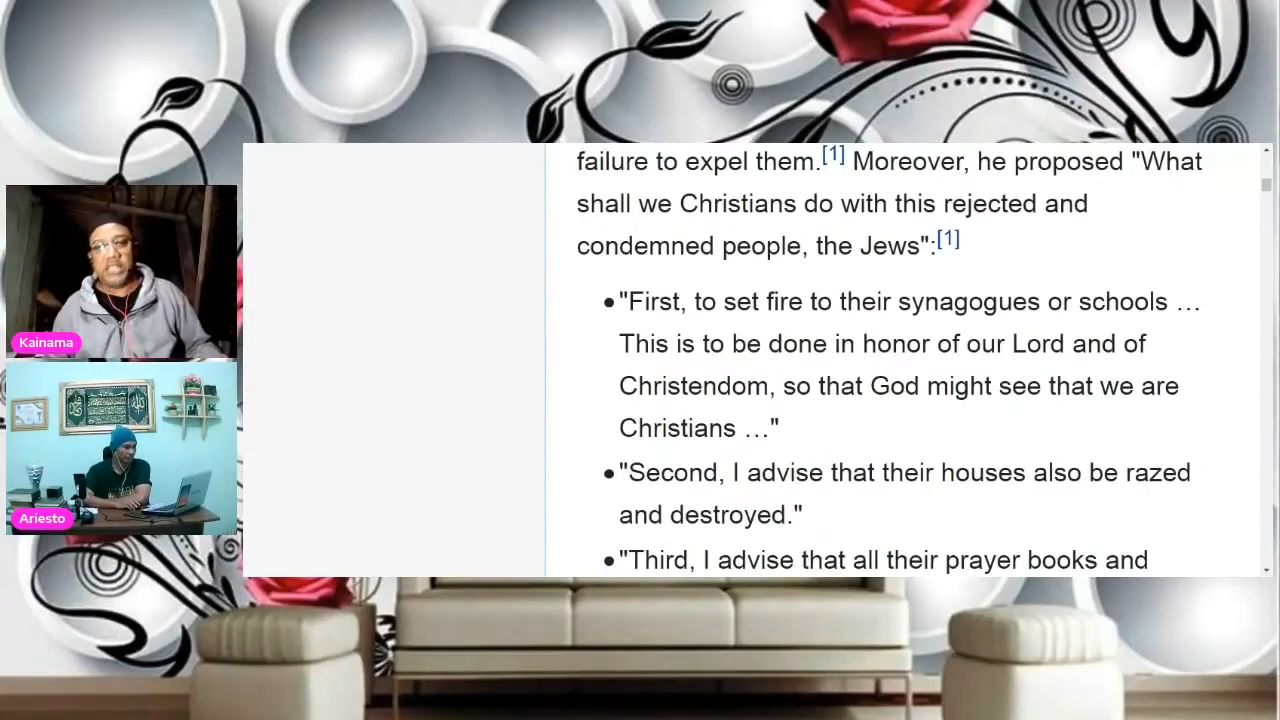 failure to expel them.[1] Moreover, he proposed "What
shall we Christians do with this rejected and
condemned people, the Jews":[1]
●"First, to set fire to their synagogues or schools …
This is to be done in honor of our Lord and of
Christendom, so that God might see that we are
Christians …"
●"Second, I advise that their houses also be razed
and destroyed."
●"Third, I advise that all their prayer books and
Kainama
Ariesto